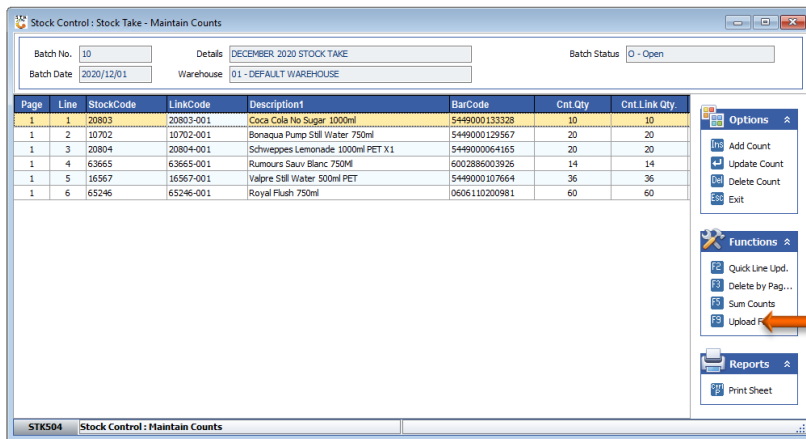 Stock Control : Stock Take - Maintain Counts
Batch No. 10 Details DECEMBER 2020 STOCK TAKE Batch Status O - Open
Batch Date 2020/12/01 Warehouse 01 - DEFAULT WAREHOUSE
Page Line StockCode LinkCode Description1 BarCode Cnt.Qty Cnt.Link Qty.
1 1 20803 20803-001 Coca Cola No Sugar 1000ml 5449000133328 10 10
1 2 10702 10702-001 Bonaqua Pump Still Water 750ml 5449000129567 20 20
1 3 20804 20804-001 Schweppes Lemonade 1000ml PET X1 5449000064165 20 20
1 4 63665 63665-001 Rumours Sauv Blanc 750Ml 6002886003926 14 14
1 5 16567 16567-001 Valpre Still Water 500ml PET 5449000107664 36 36
1 6 65246 65246-001 Royal Flush 750ml 0606110200981 60 60
Options
Ins Add Count
Update Count
Del Delete Count
Esc Exit
Functions
F2 Quick Line Upd.
F3 Delete by Pag...
F5 Sum Counts
F9 Upload
Reports
Ctrl P Print Sheet
STK504 Stock Control : Maintain Counts